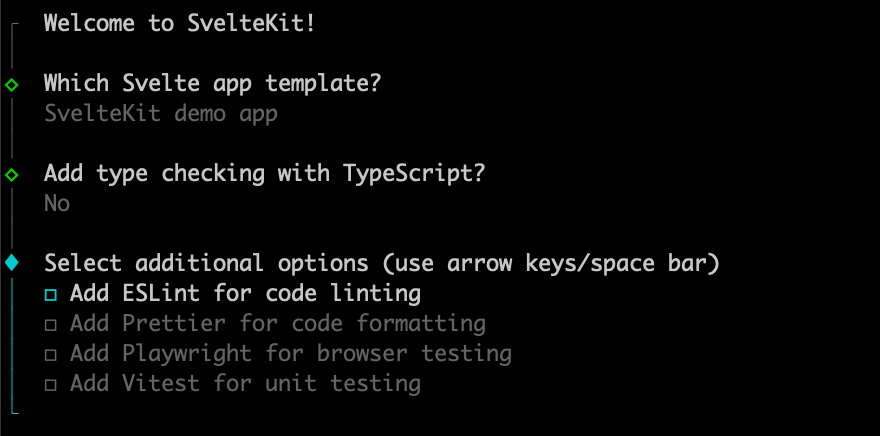 Welcome to SvelteKit!
Which Svelte app template?
SvelteKit demo app
Add type checking with TypeScript?
No
Select additional options (use arrow keys/space bar)
Add ESLint for code linting
Add Prettier for code formatting
Add Playwright for browser testing
Add Vitest for unit testing